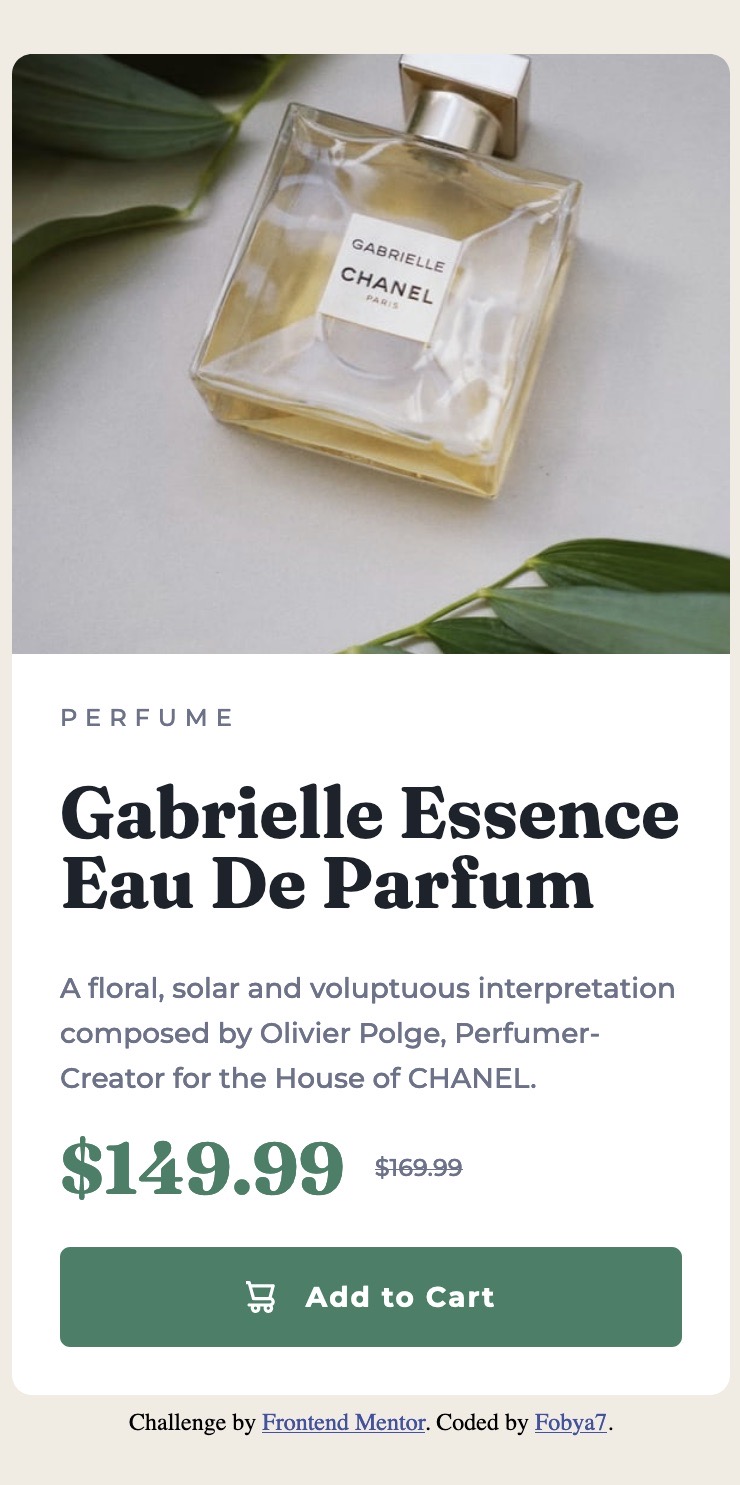 GABRIELLE
CHANEL
PARIS
PERFUME
Gabrielle Essence
Eau De Parfum
A floral, solar and voluptuous interpretation
composed by Olivier Polge, Perfumer-
Creator for the House of CHANEL.
$149.99 $169.99
Add to Cart
Challenge by Frontend Mentor. Coded by Fobya7.